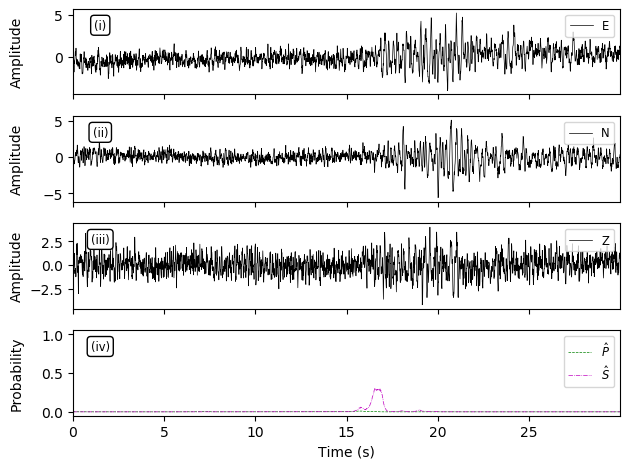 5
0
Amplitude
(i)
E
5
0
−5
Amplitude
(ii)
N
2.5
0.0
−2.5
Amplitude
(iii)
Z
1.0
0.5
0.0
Probability
(iv)
P̂
Ŝ
0 5 10 15 20 25
Time (s)